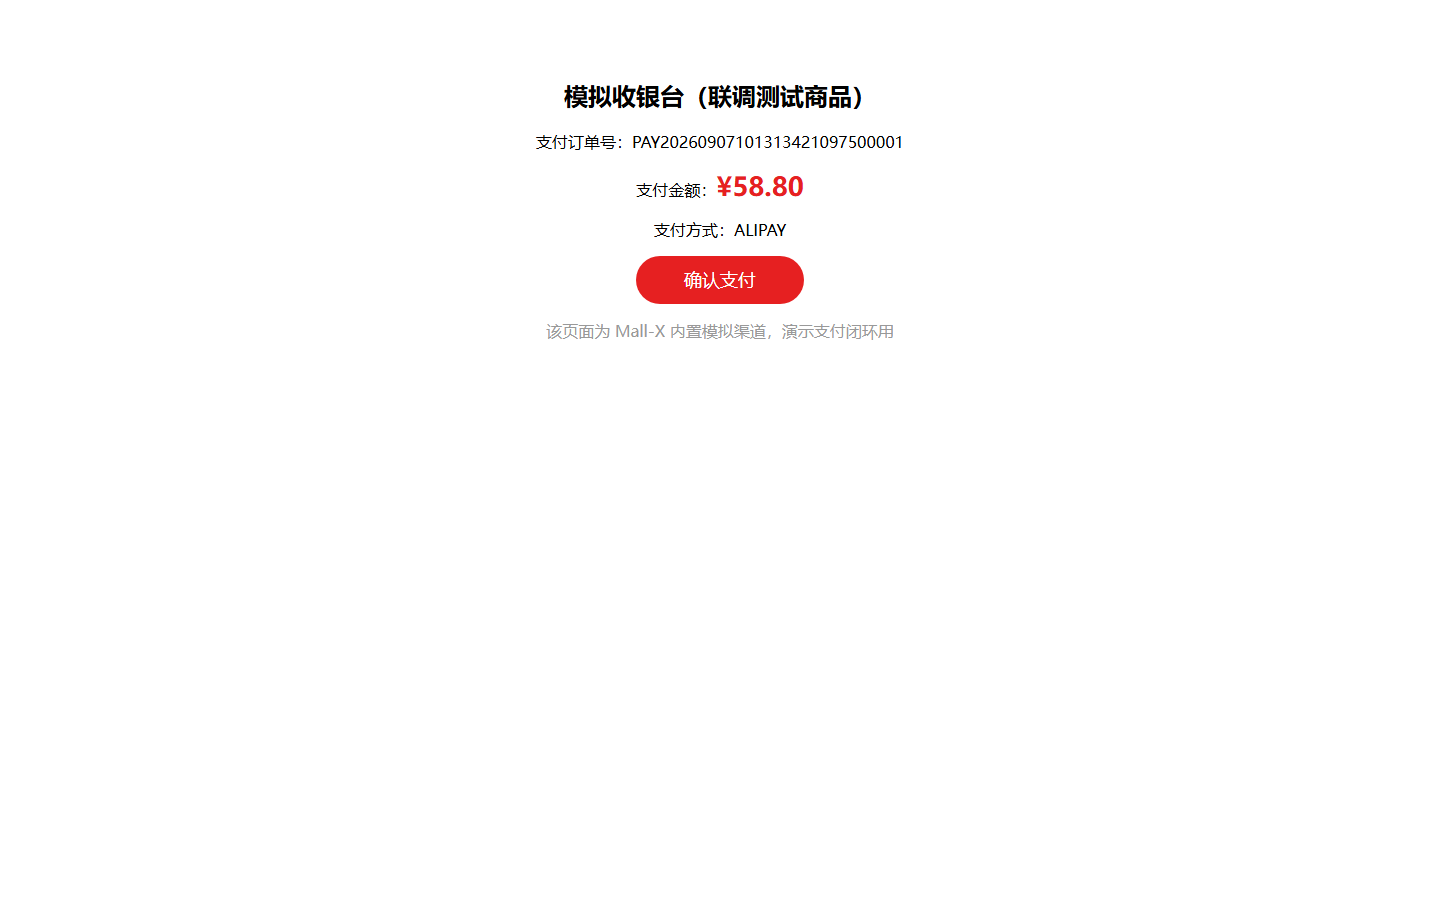 模拟收银台（联调测试商品）
支付订单号：PAY20260907101313421097500001
支付金额：¥58.80
支付方式：ALIPAY
确认支付
该页面为 Mall-X 内置模拟渠道，演示支付闭环用